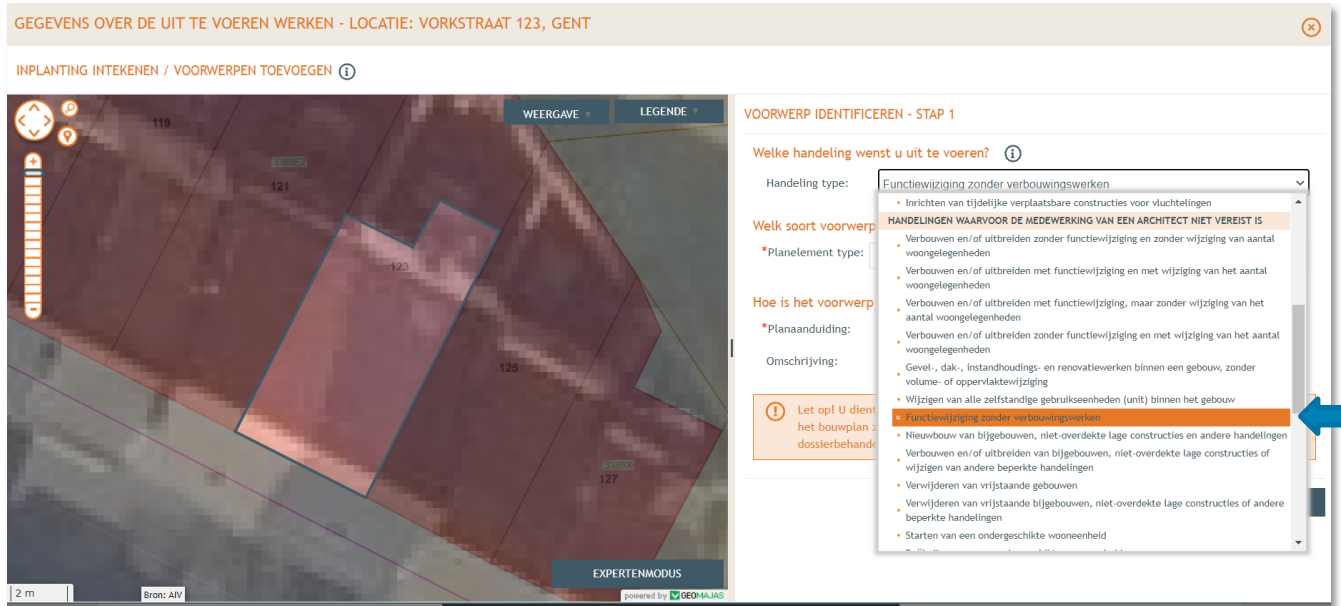 GEGEVENS OVER DE UIT TE VOEREN WERKEN - LOCATIE: VORKSTRAAT 123, GENT
INPLANTING INTEKENEN / VOORWERPEN TOEVOEGEN
WEERGAVE
LEGENDE
119
3385F2
121
123
125
3385X
127
EXPERTENMODUS
2 m
Bron: AIV
powered by GEOMAJAS
VOORWERP IDENTIFICEREN - STAP 1
Welke handeling wenst u uit te voeren?
Handeling type:
Functiewijziging zonder verbouwingswerken
Welk soort voorwerp
*Planelement type:
Hoe is het voorwerp
*Planaanduiding:
Omschrijving:
Let op! U dient
het bouwplan z
dossierbehande
Inrichten van tijdelijke verplaatsbare constructies voor vluchtelingen
HANDELINGEN WAARVOOR DE MEDEWERKING VAN EEN ARCHITECT NIET VEREIST IS
Verbouwen en/of uitbreiden zonder functiewijziging en zonder wijziging van aantal
woongelegenheden
Verbouwen en/of uitbreiden met functiewijziging en met wijziging van het aantal
woongelegenheden
Verbouwen en/of uitbreiden met functiewijziging, maar zonder wijziging van het
aantal woongelegenheden
Verbouwen en/of uitbreiden zonder functiewijziging en met wijziging van het aantal
woongelegenheden
Gevel-, dak-, instandhoudings- en renovatiewerken binnen een gebouw, zonder
volume- of oppervlaktewijziging
Wijzigen van alle zelfstandige gebruikseenheden (unit) binnen het gebouw
Functiewijziging zonder verbouwingswerken
Nieuwbouw van bijgebouwen, niet-overdekte lage constructies en andere handelingen
Verbouwen en/of uitbreiden van bijgebouwen, niet-overdekte lage constructies of
wijzigen van andere beperkte handelingen
Verwijderen van vrijstaande gebouwen
Verwijderen van vrijstaande bijgebouwen, niet-overdekte lage constructies of andere
beperkte handelingen
Starten van een ondergeschikte wooneenheid